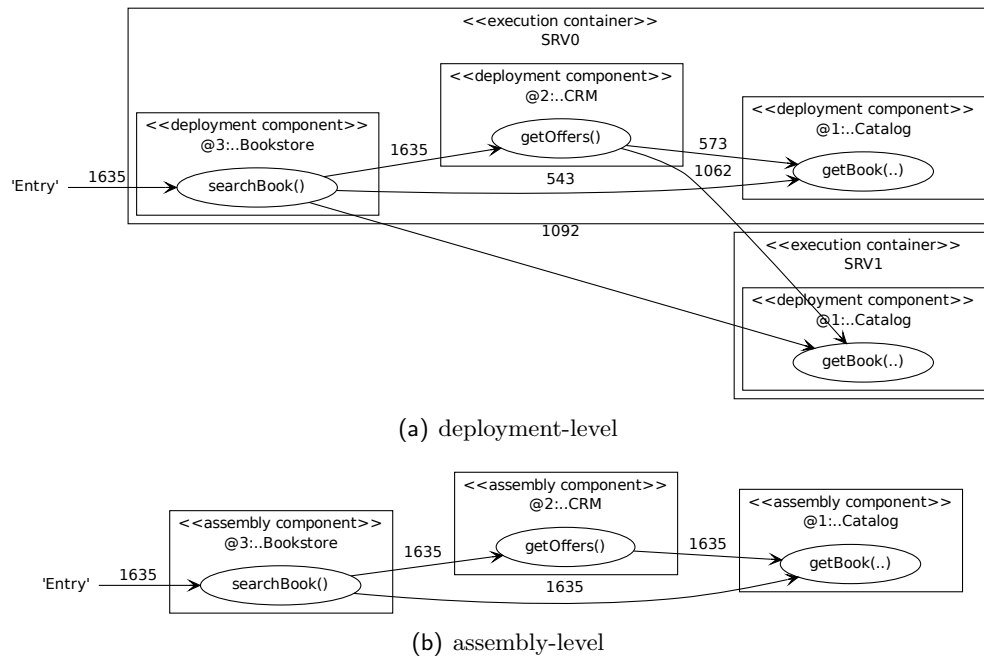 <<execution container>>
SRV0
<<deployment component>>
@2:..CRM
getOffers()
<<deployment component>>
@3:..Bookstore
searchBook()
<<deployment component>>
@1:..Catalog
getBook(..)
'Entry'
1635
1635
573
543
1062
1092
<<execution container>>
SRV1
<<deployment component>>
@1:..Catalog
getBook(..)
(a) deployment-level
<<assembly component>>
@2:..CRM
getOffers()
<<assembly component>>
@3:..Bookstore
searchBook()
<<assembly component>>
@1:..Catalog
getBook(..)
'Entry'
1635
1635
1635
1635
(b) assembly-level